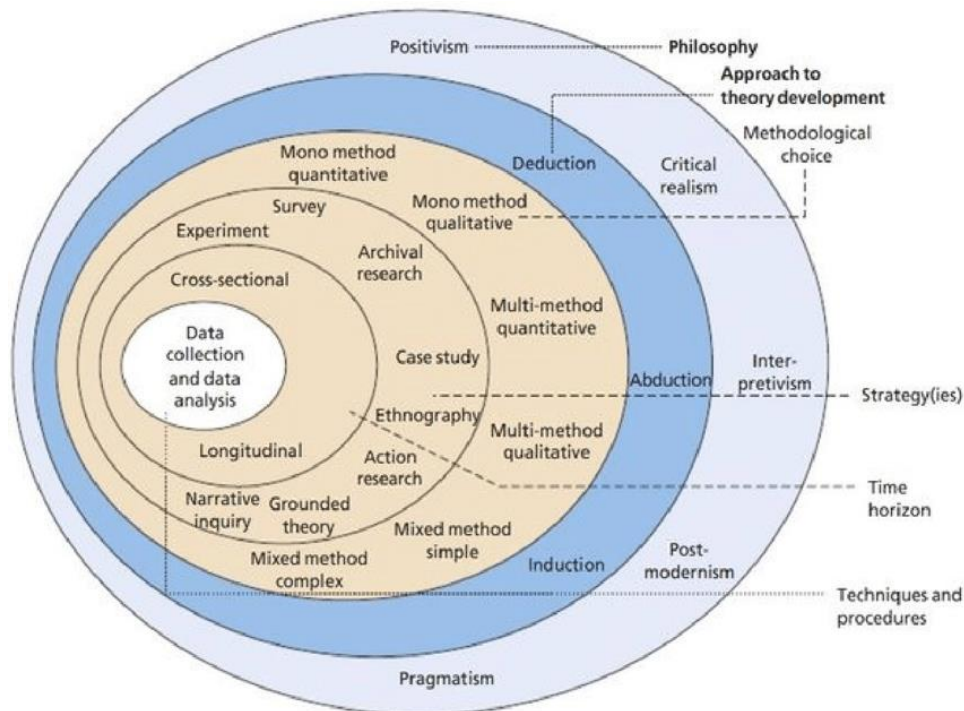 Positivism
Philosophy
Approach to
theory development
Methodological
choice
Mono method
quantitative
Deduction
Critical
realism
Mono method
qualitative
Survey
Experiment
Archival
research
Cross-sectional
Multi-method
quantitative
Data
collection
and data
analysis
Case study
Abduction
Inter-
pretivism
Strategy(ies)
Ethnography
Multi-method
qualitative
Longitudinal
Action
research
Time
horizon
Narrative
inquiry
Grounded
theory
Mixed method
simple
Mixed method
complex
Induction
Post-
modernism
Techniques and
procedures
Pragmatism